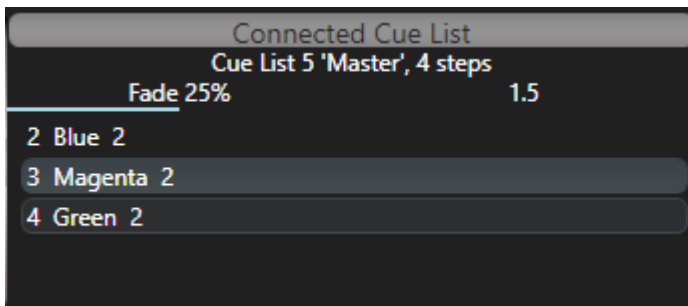 Connected Cue List
Cue List 5 'Master', 4 steps
Fade 25% 1.5
2 Blue 2
3 Magenta 2
4 Green 2